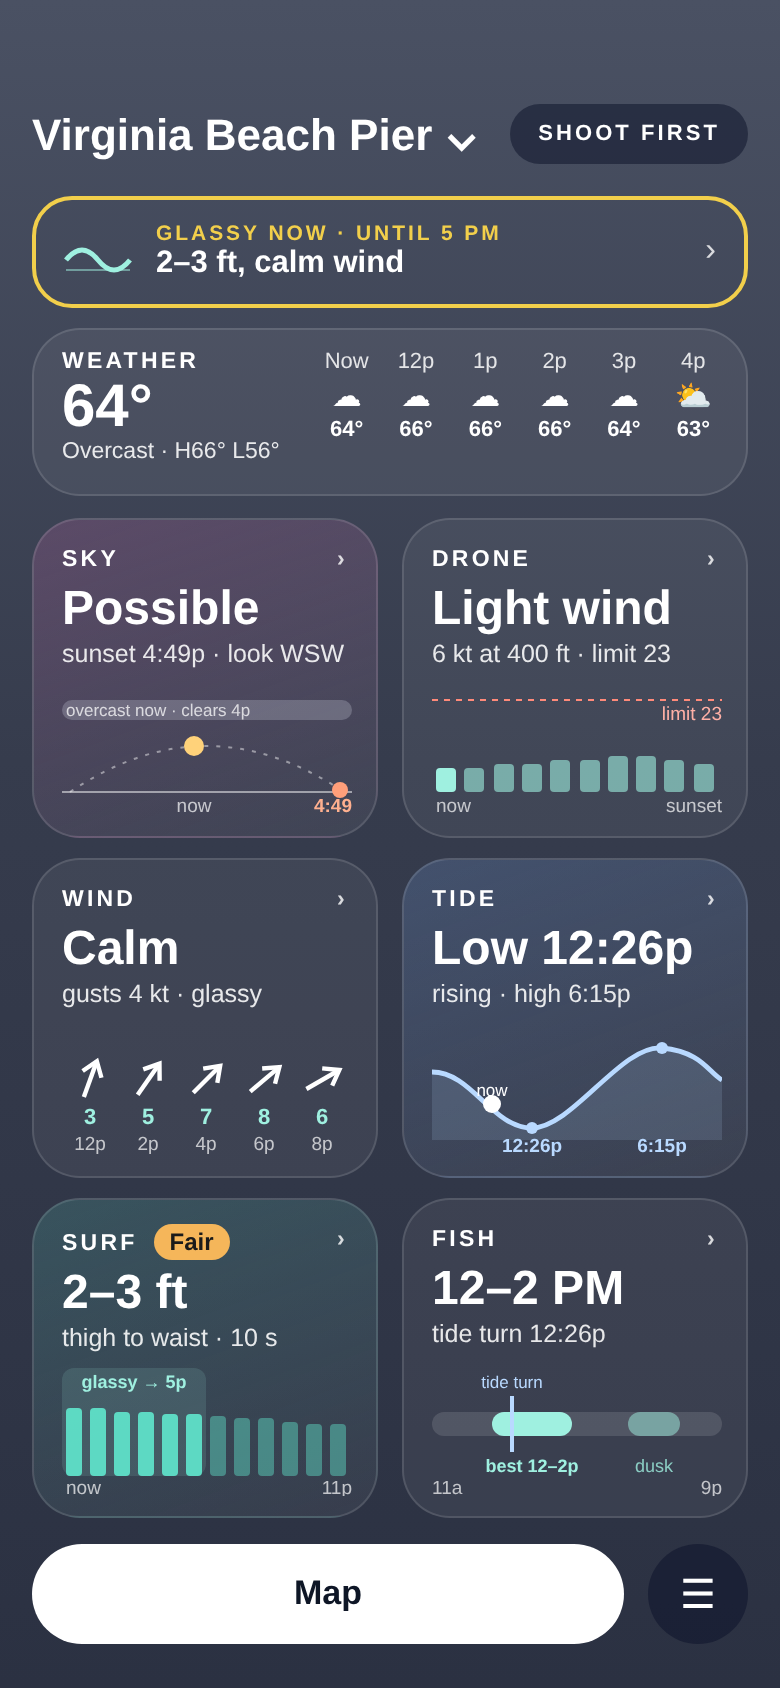 Virginia Beach Pier
SHOOT FIRST
GLASSY NOW · UNTIL 5 PM
2–3 ft, calm wind
WEATHER
64°
Overcast · H66° L56°
Now 12p 1p 2p 3p 4p
64° 66° 66° 66° 64° 63°
SKY
Possible
sunset 4:49p · look WSW
overcast now · clears 4p
now 4:49
DRONE
Light wind
6 kt at 400 ft · limit 23
limit 23
now sunset
WIND
Calm
gusts 4 kt · glassy
3 5 7 8 6
12p 2p 4p 6p 8p
TIDE
Low 12:26p
rising · high 6:15p
now
12:26p 6:15p
SURF Fair
2–3 ft
thigh to waist · 10 s
glassy → 5p
now 11p
FISH
12–2 PM
tide turn 12:26p
tide turn
best 12–2p dusk
11a 9p
Map